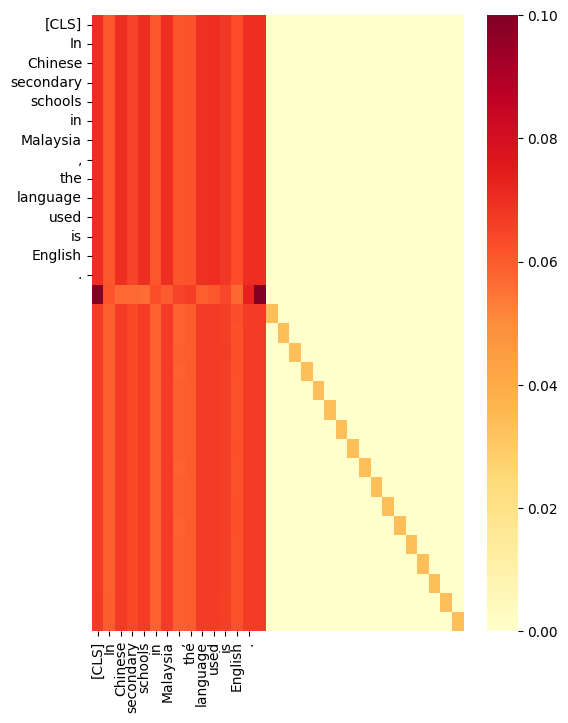 [CLS]
In
Chinese
secondary
schools
in
Malaysia
,
the
language
used
is
English
.
0.10
0.08
0.06
0.04
0.02
0.00
[CLS]
In
Chinese
secondary
schools
in
Malaysia
,
the
language
used
is
English
.